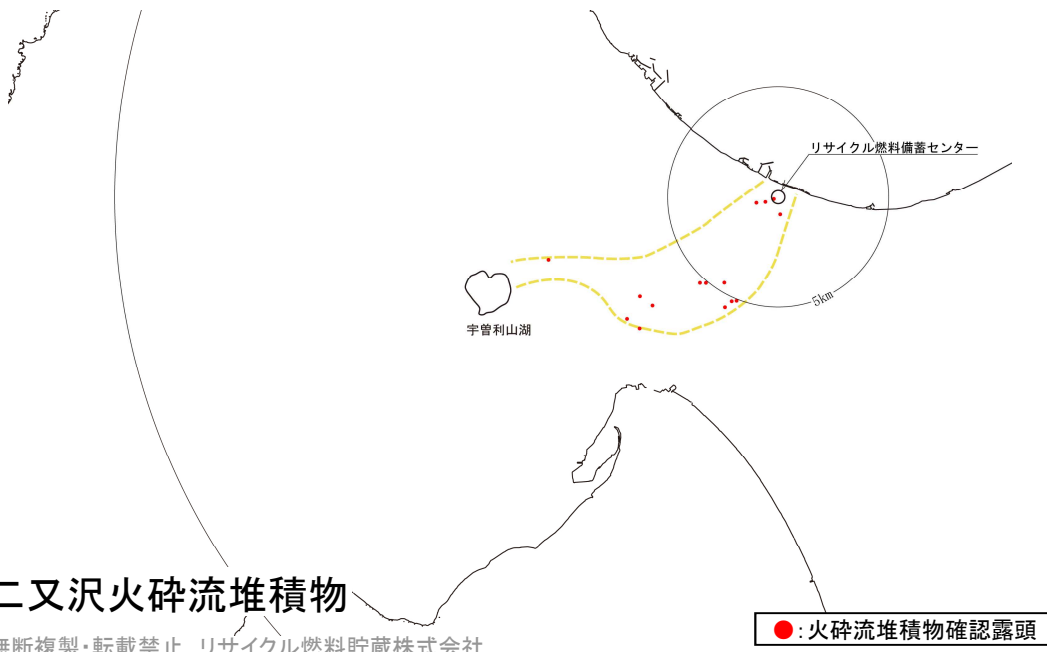 リサイクル燃料備蓄センター
5km
宇曽利山湖
二又沢火砕流堆積物
無断複製・転載禁止 リサイクル燃料貯蔵株式会社
●:火砕流堆積物確認露頭